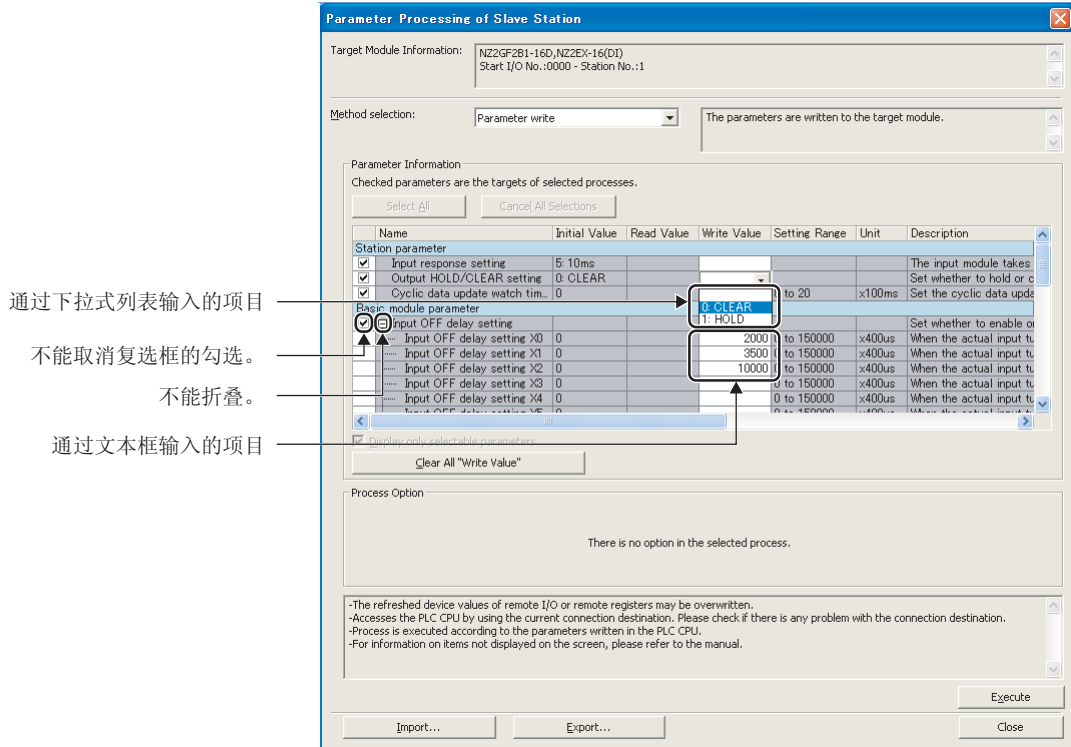 Parameter Processing of Slave Station
Target Module Information:
NZ2GF2B1-16D,NZ2EX-16(DI)
Start I/O No.:0000 - Station No.:1
Method selection:
Parameter write
The parameters are written to the target module.
Parameter Information
Checked parameters are the targets of selected processes.
Select All Cancel All Selections
Name Initial Value Read Value Write Value Setting Range Unit Description
Station parameter
Input response setting 5: 10ms The input module takes
Output HOLD/CLEAR setting 0: CLEAR Set whether to hold or c
通过下拉式列表输入的项目
Cyclic data update watch tim... 0 to 20 x100ms Set the cyclic data upda
0: CLEAR
1: HOLD
Basic module parameter
Input OFF delay setting Set whether to enable o
不能取消复选框的勾选。
Input OFF delay setting X0 0 2000 0 to 150000 x400us When the actual input tu
Input OFF delay setting X1 0 3500 0 to 150000 x400us When the actual input tu
Input OFF delay setting X2 0 10000 0 to 150000 x400us When the actual input tu
Input OFF delay setting X3 0 0 to 150000 x400us When the actual input tu
不能折叠。
Input OFF delay setting X4 0 0 to 150000 x400us When the actual input tu
通过文本框输入的项目
Display only selectable parameters
Clear All "Write Value"
Process Option
There is no option in the selected process.
-The refreshed device values of remote I/O or remote registers may be overwritten.
-Accesses the PLC CPU by using the current connection destination. Please check if there is any problem with the connection destination.
-Process is executed according to the parameters written in the PLC CPU.
-For information on items not displayed on the screen, please refer to the manual.
Execute
Import... Export... Close